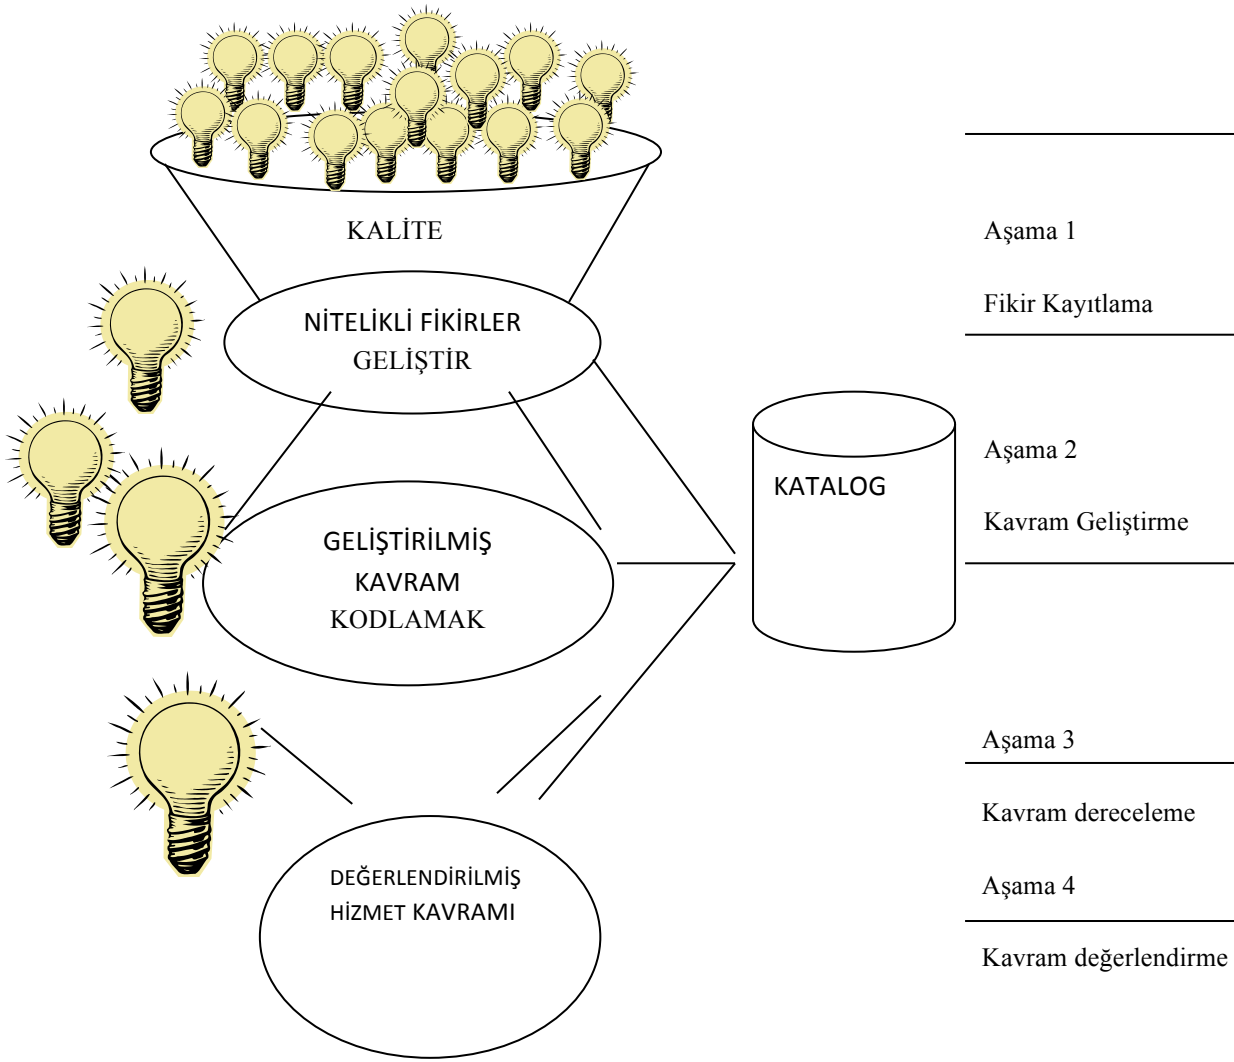 KALİTE
Aşama 1
Fikir Kayıtlama
NİTELİKLİ FİKİRLER
GELİŞTİR
KATALOG
Aşama 2
Kavram Geliştirme
GELİŞTİRİLMİŞ
KAVRAM
KODLAMAK
Aşama 3
Kavram dereceleme
DEĞERLENDİRİLMİŞ
HİZMET KAVRAMI
Aşama 4
Kavram değerlendirme